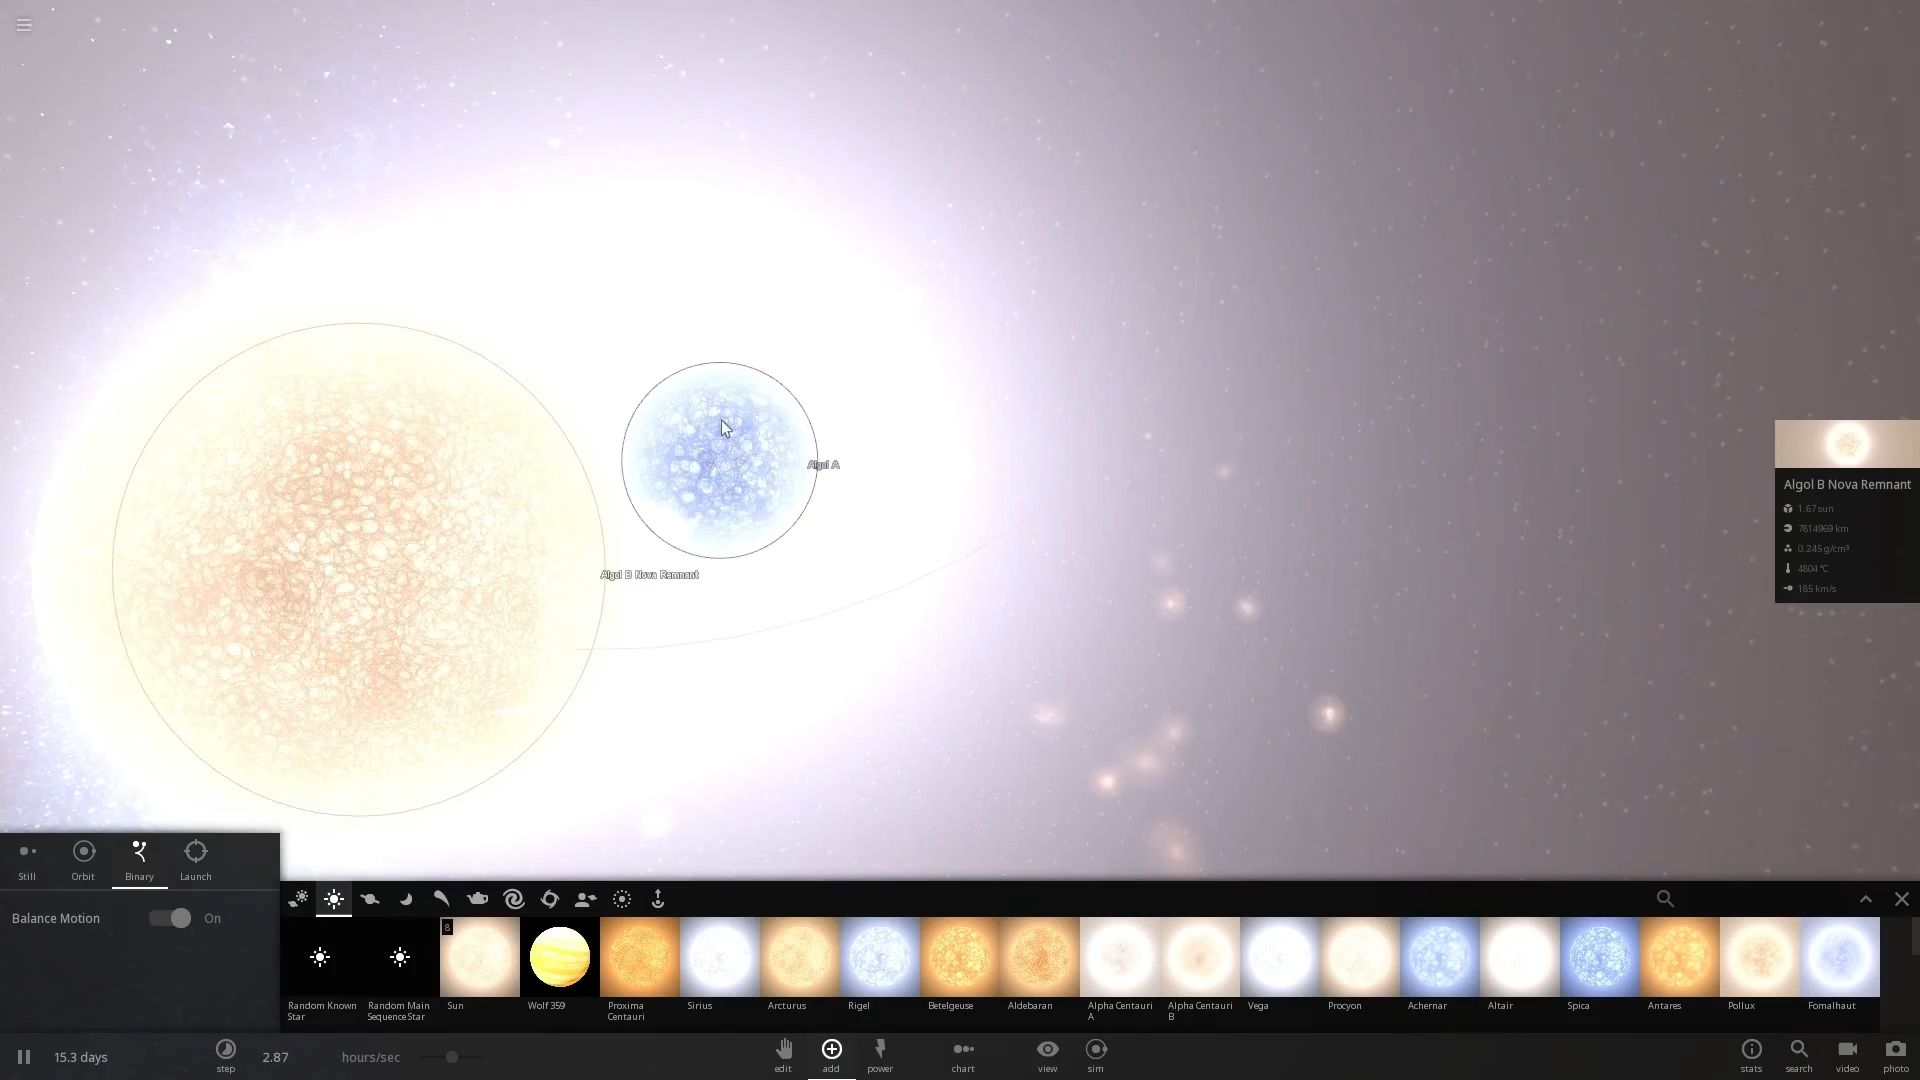 Algol A
Algol B Nova Remnant
Algol B Nova Remnant
1.67 sun
7814969 km
0.245 g/cm³
4804 °C
185 km/s
Still
Orbit
Binary
Launch
Balance Motion
On
8
Random Known
Star
Random Main
Sequence Star
Sun
Wolf 359
Proxima
Centauri
Sirius
Arcturus
Rigel
Betelgeuse
Aldebaran
Alpha Centauri
A
Alpha Centauri
B
Vega
Procyon
Achernar
Altair
Spica
Antares
Pollux
Fomalhaut
15.3 days
step
2.87
hours/sec
edit
add
power
chart
view
sim
stats
search
video
photo